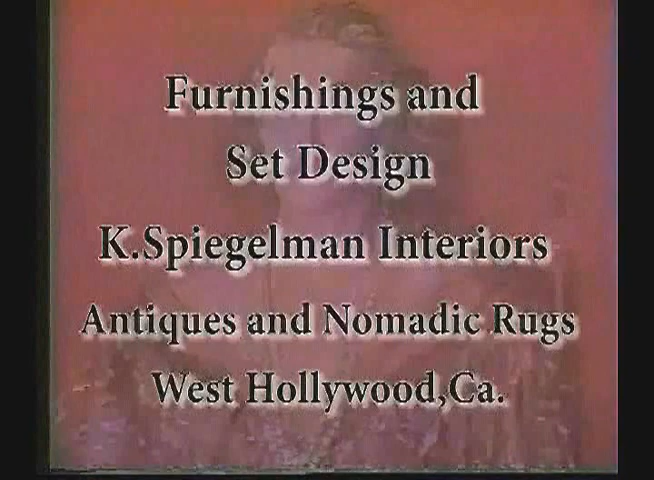 Furnishings and
Set Design
K.Spiegelman Interiors
Antiques and Nomadic Rugs
West Hollywood,Ca.